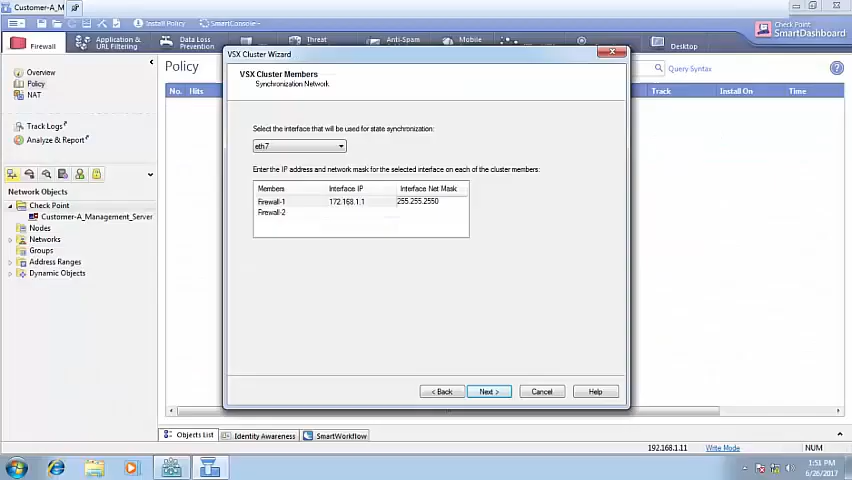 Customer-A_M
Install Policy
SmartConsole
Check Point
SmartDashboard
Firewall
Application &
URL Filtering
Data Loss
Prevention
Threat
Anti-Spam
Mobile
Desktop
Overview
Policy
NAT
Track Logs
Analyze & Report
Network Objects
Check Point
Customer-A_Management_Server
Nodes
Networks
Groups
Address Ranges
Dynamic Objects
Policy
Query Syntax
No. Hits Track Install On Time
VSX Cluster Wizard
VSX Cluster Members
Synchronization Network
Select the interface that will be used for state synchronization:
eth7
Enter the IP address and network mask for the selected interface on each of the cluster members:
Members Interface IP Interface Net Mask
Firewall-1 172.168.1.1 255.255.2550
Firewall-2
< Back Next > Cancel Help
Objects List Identity Awareness SmartWorkflow
192.168.1.11 Write Mode NUM
1:51 PM
6/26/2017